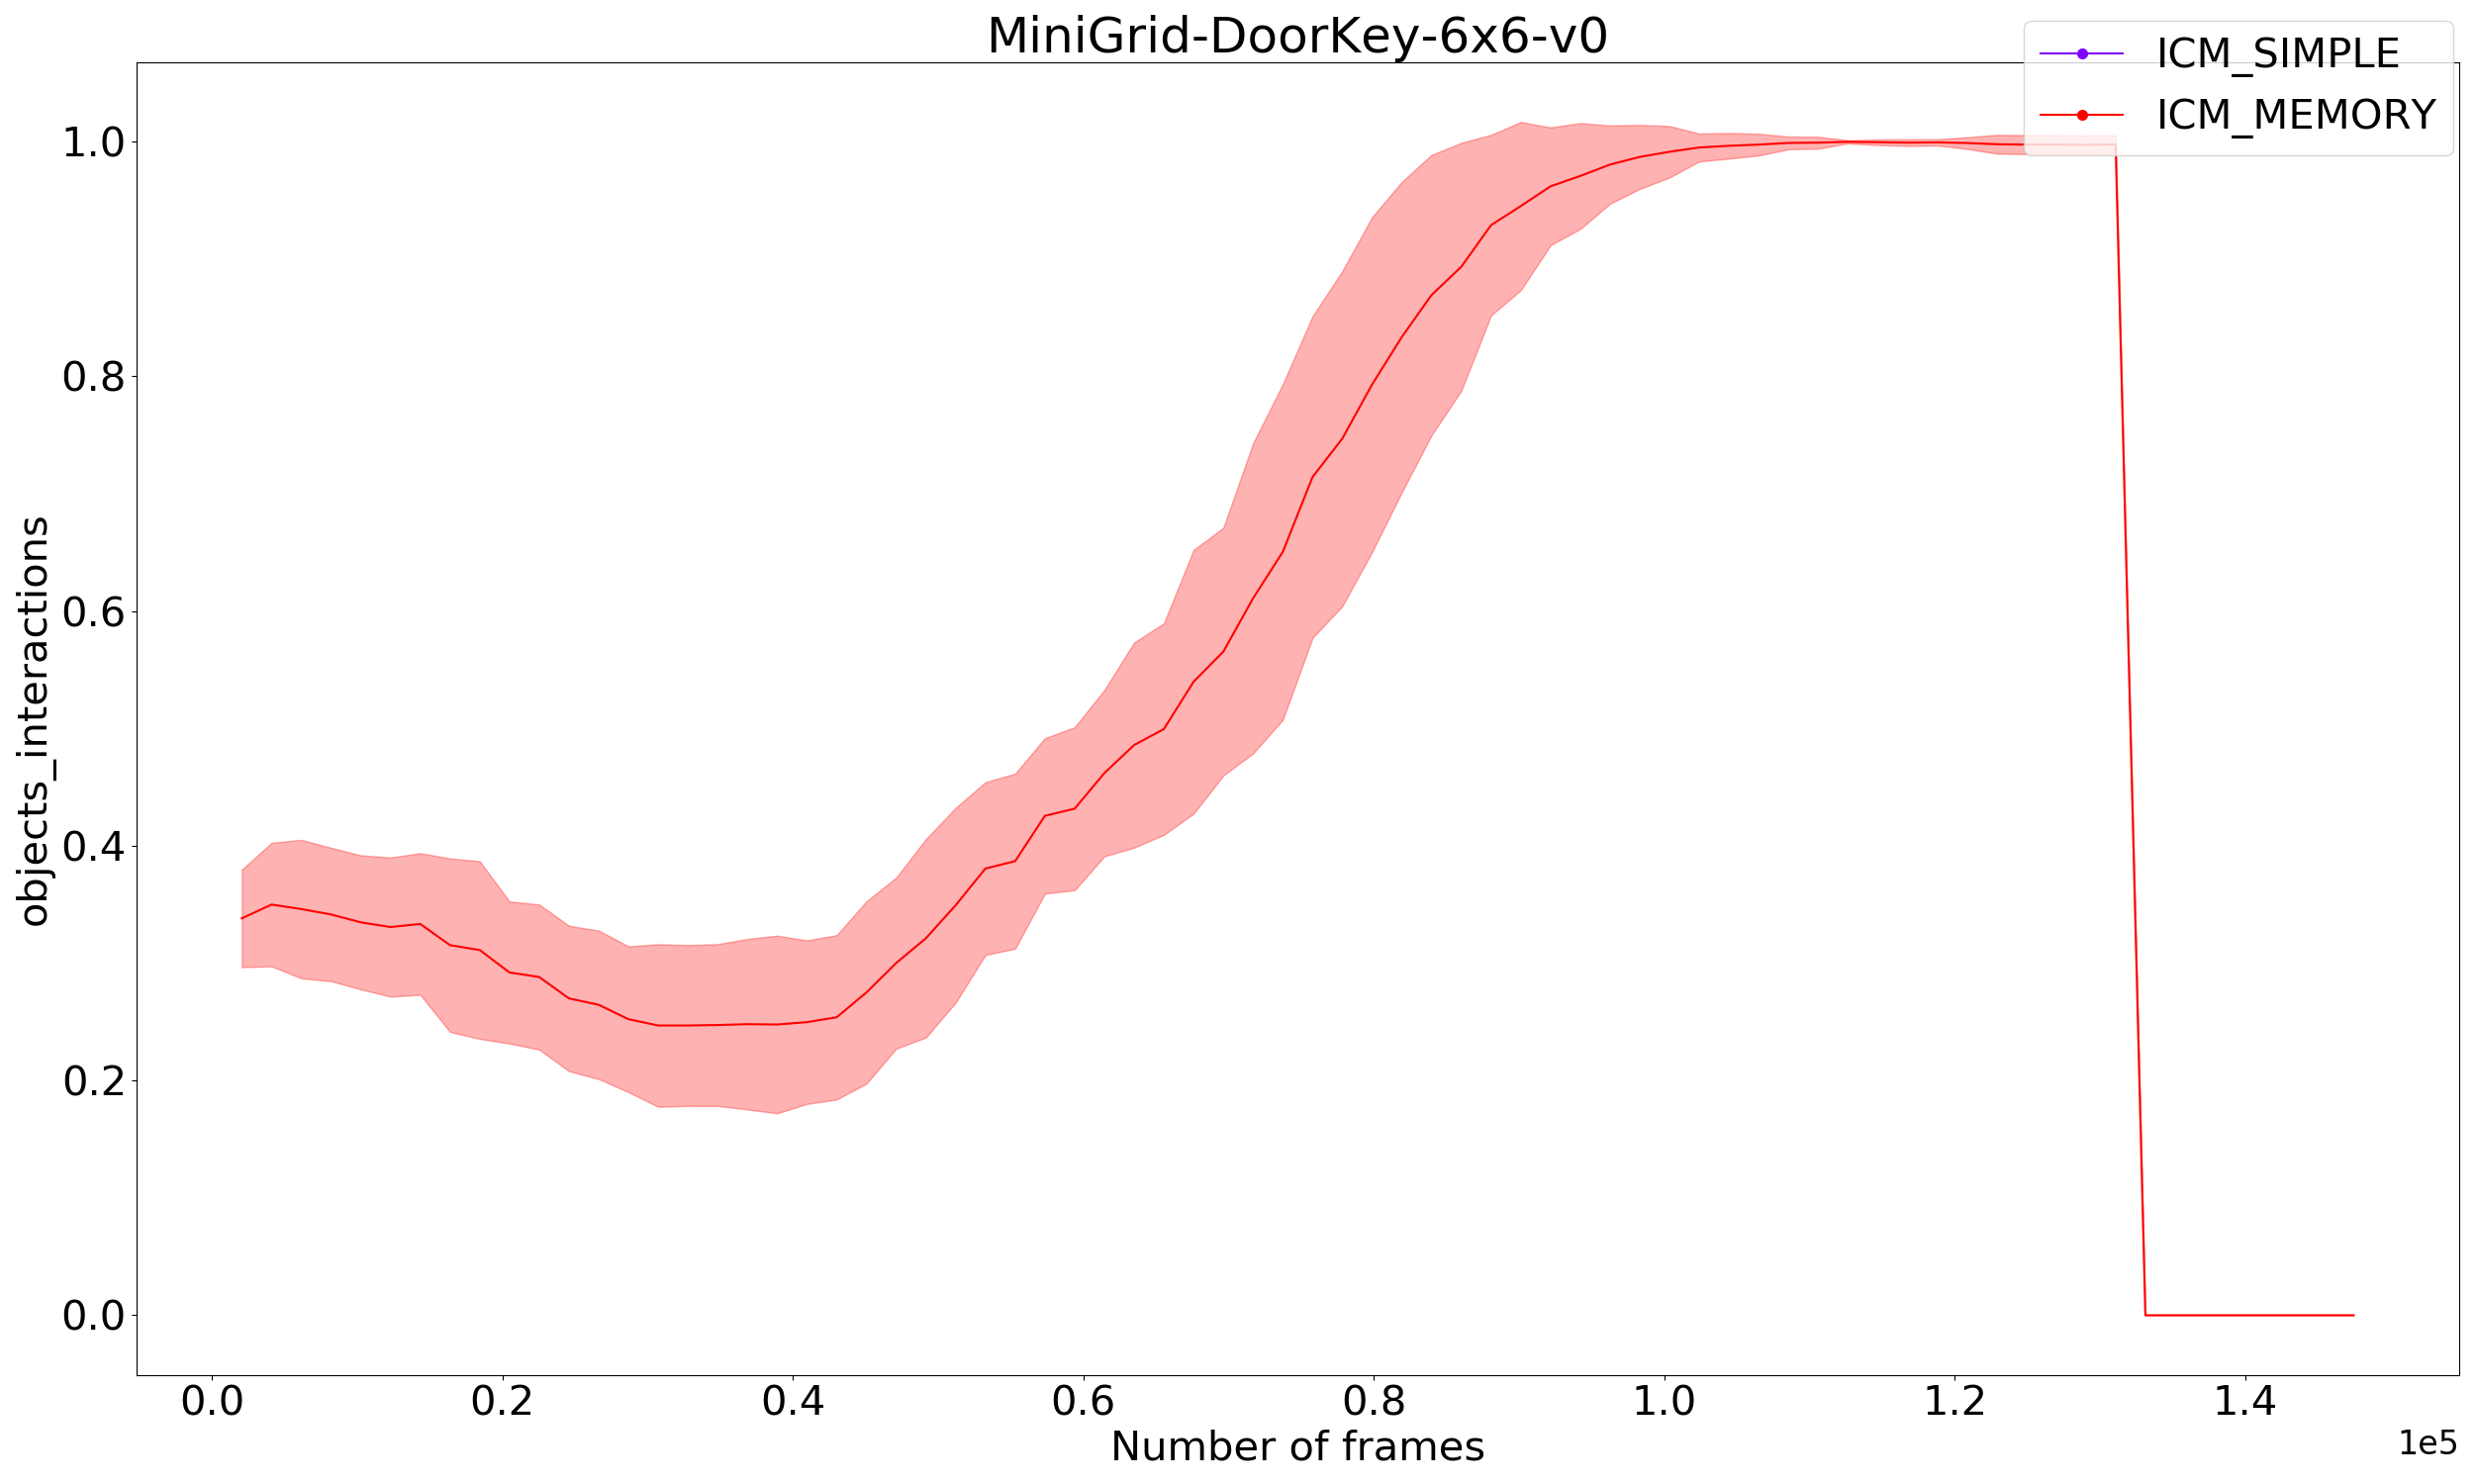 MiniGrid-DoorKey-6x6-v0
ICM_SIMPLE
ICM_MEMORY
objects_interactions
1.0
0.8
0.6
0.4
0.2
0.0
0.0 0.2 0.4 0.6 0.8 1.0 1.2 1.4
1e5
Number of frames